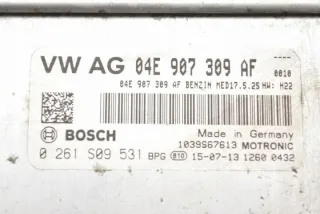 VW AG 04E 907 309 AF
0010
04E 907 309 AF BENZIN MED17.5.25 HW: H22
BOSCH
Made in Germany
1039S67613 MOTRONIC
0 261 S09 531 BPG 010 15-07-13 1260 0432